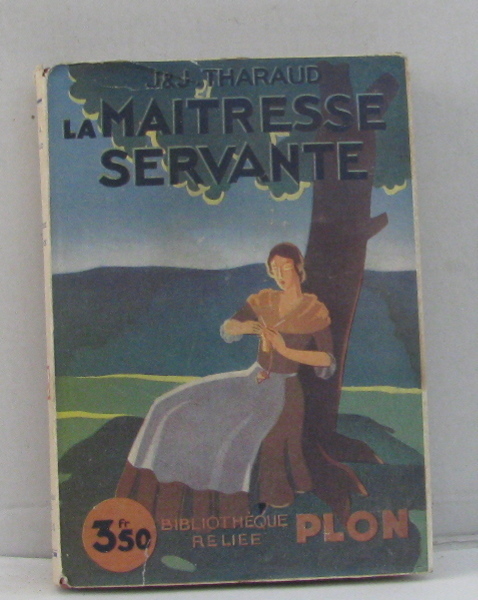 J & J. THARAUD
LA MAITRESSE
SERVANTE
3Fr50
BIBLIOTHÈQUE
RELIÉE
PLON